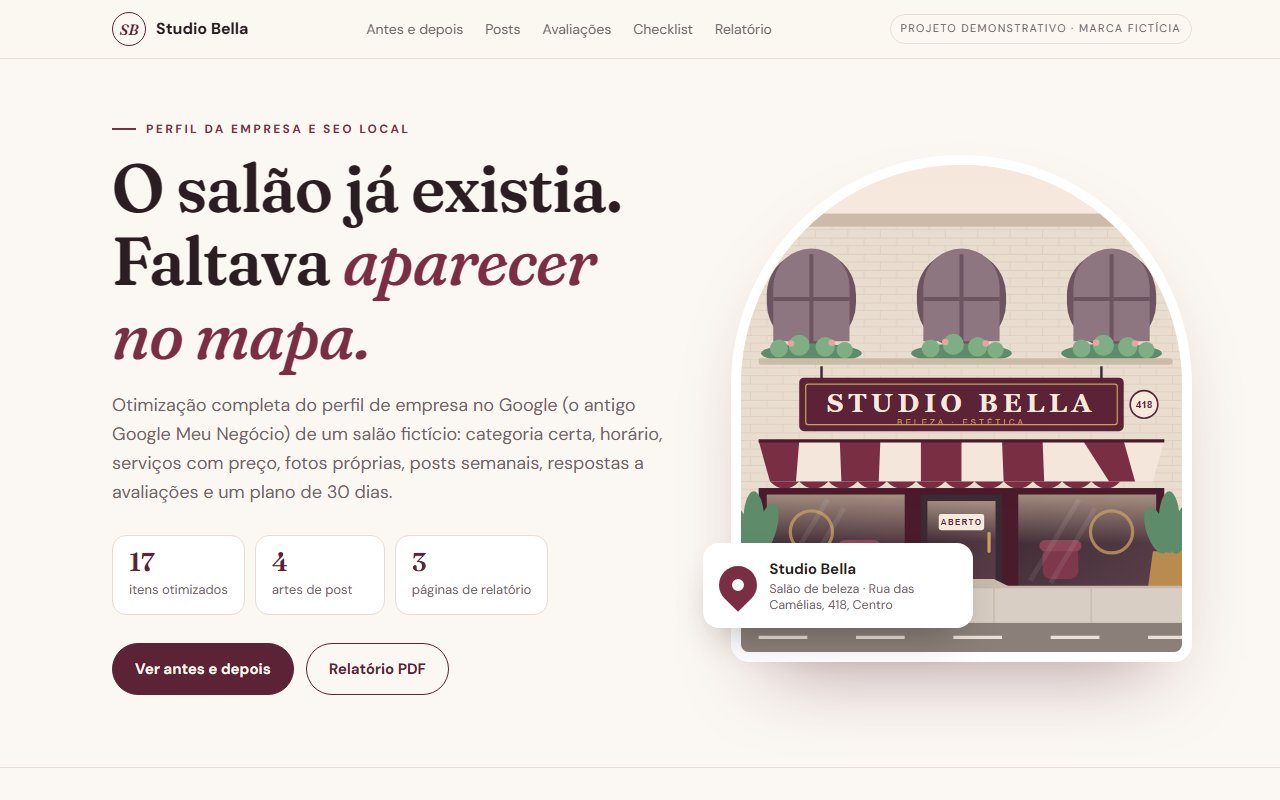 SB Studio Bella
Antes e depois Posts Avaliações Checklist Relatório
PROJETO DEMONSTRATIVO · MARCA FICTÍCIA
PERFIL DA EMPRESA E SEO LOCAL
O salão já existia.
Faltava aparecer
no mapa.
Otimização completa do perfil de empresa no Google (o antigo
Google Meu Negócio) de um salão fictício: categoria certa, horário,
serviços com preço, fotos próprias, posts semanais, respostas a
avaliações e um plano de 30 dias.
17
itens otimizados
4
artes de post
3
páginas de relatório
Ver antes e depois
Relatório PDF
STUDIO BELLA
BELEZA · ESTÉTICA
418
ABERTO
Studio Bella
Salão de beleza · Rua das
Camélias, 418, Centro